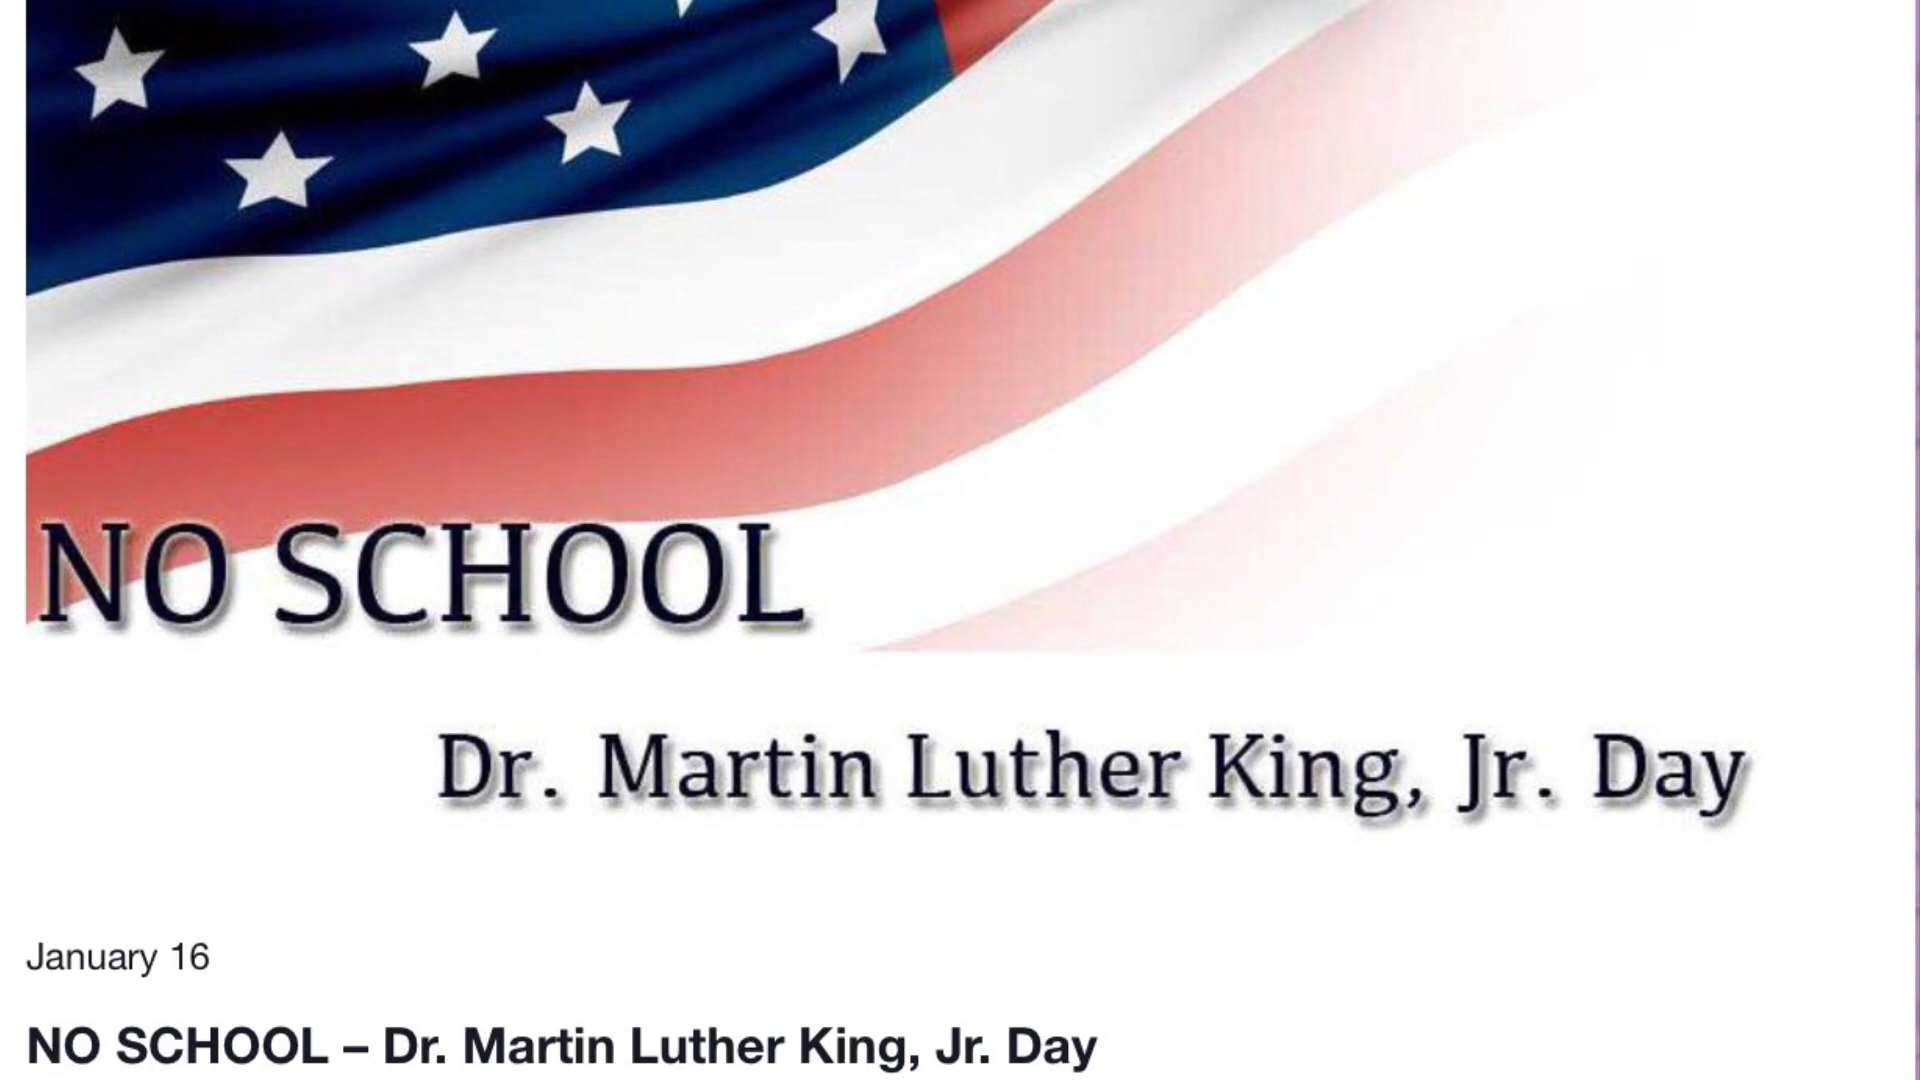 NO SCHOOL
Dr. Martin Luther King, Jr. Day
January 16
NO SCHOOL – Dr. Martin Luther King, Jr. Day